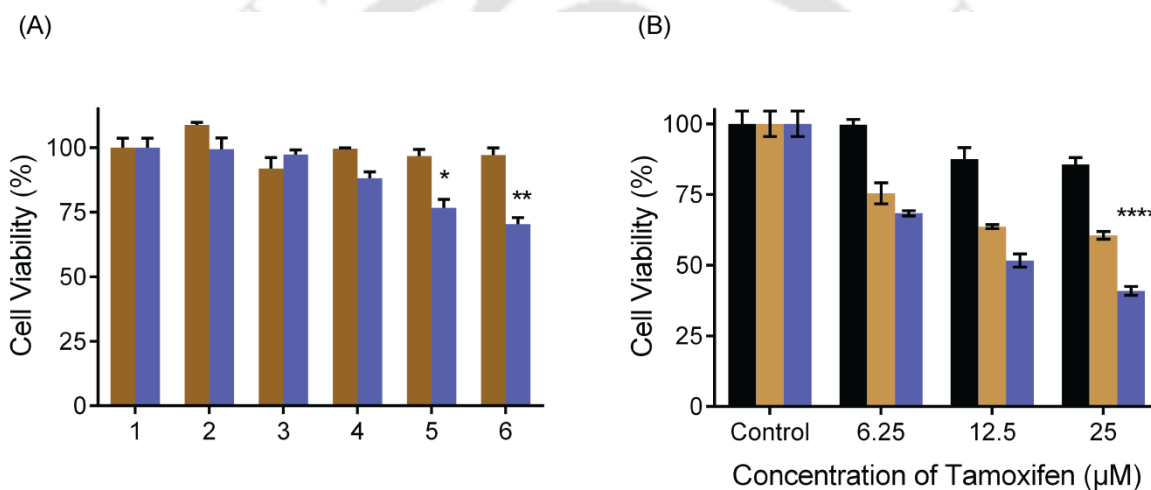 (A)
(B)
Cell Viability (%)
100
75
50
25
0
*
**
1 2 3 4 5 6
Cell Viability (%)
100
75
50
25
0
****
Control 6.25 12.5 25
Concentration of Tamoxifen (µM)